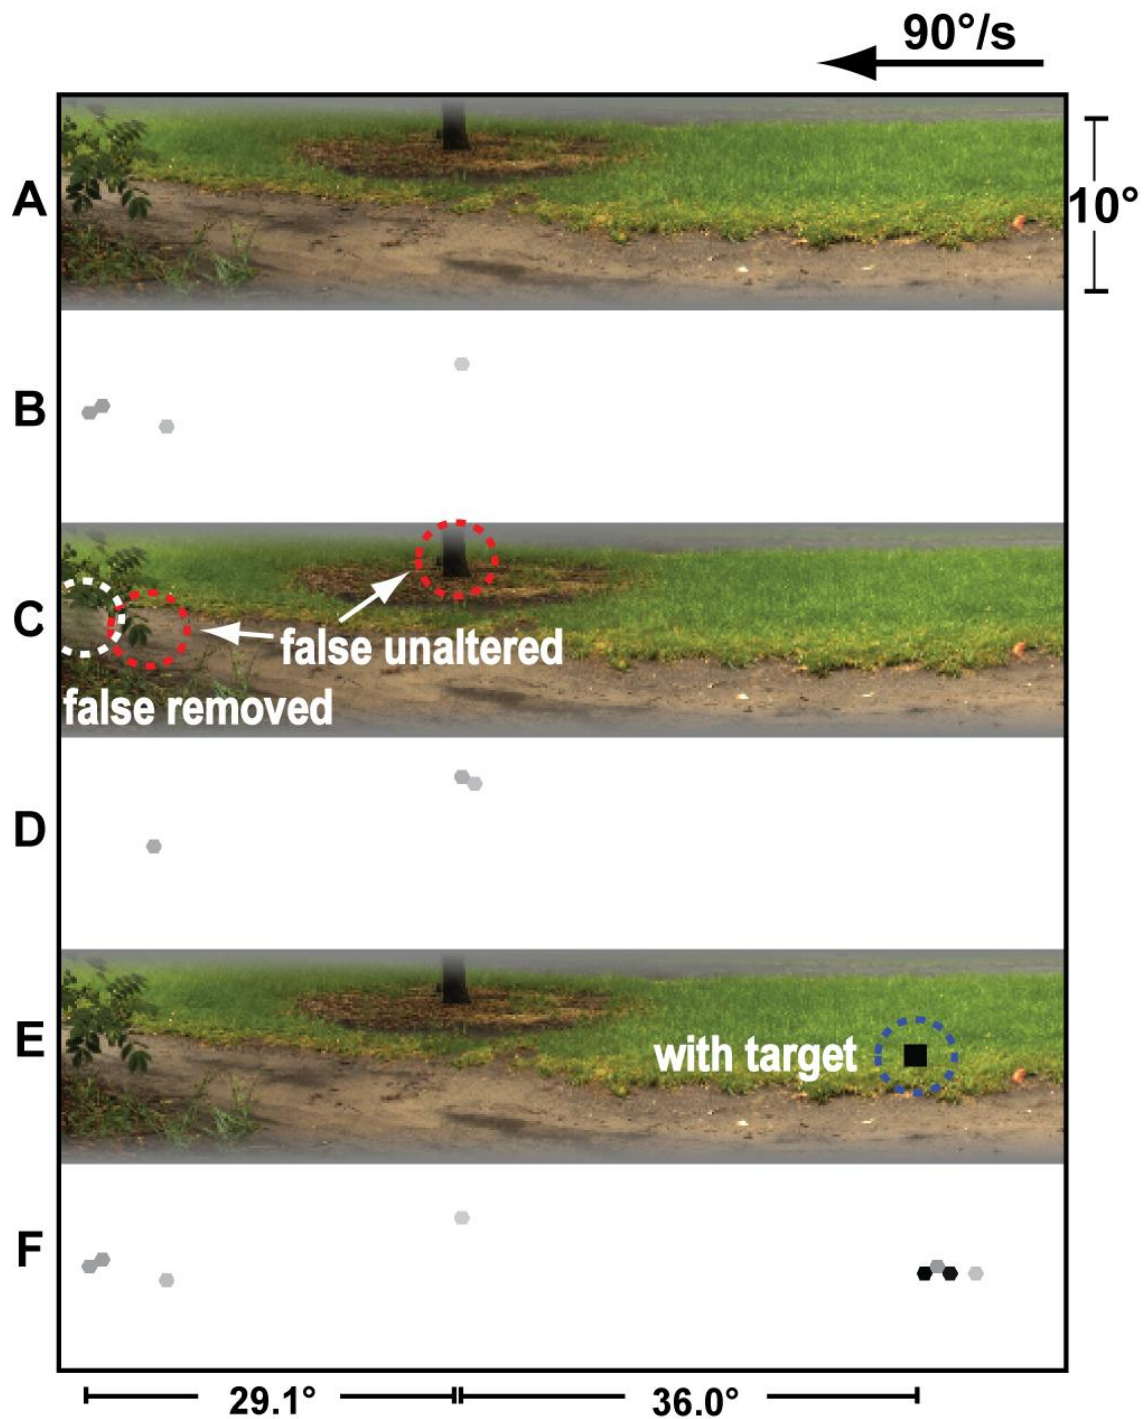 90°/s
A
10°
B
C
false unaltered
false removed
D
E
with target
F
29.1°
36.0°